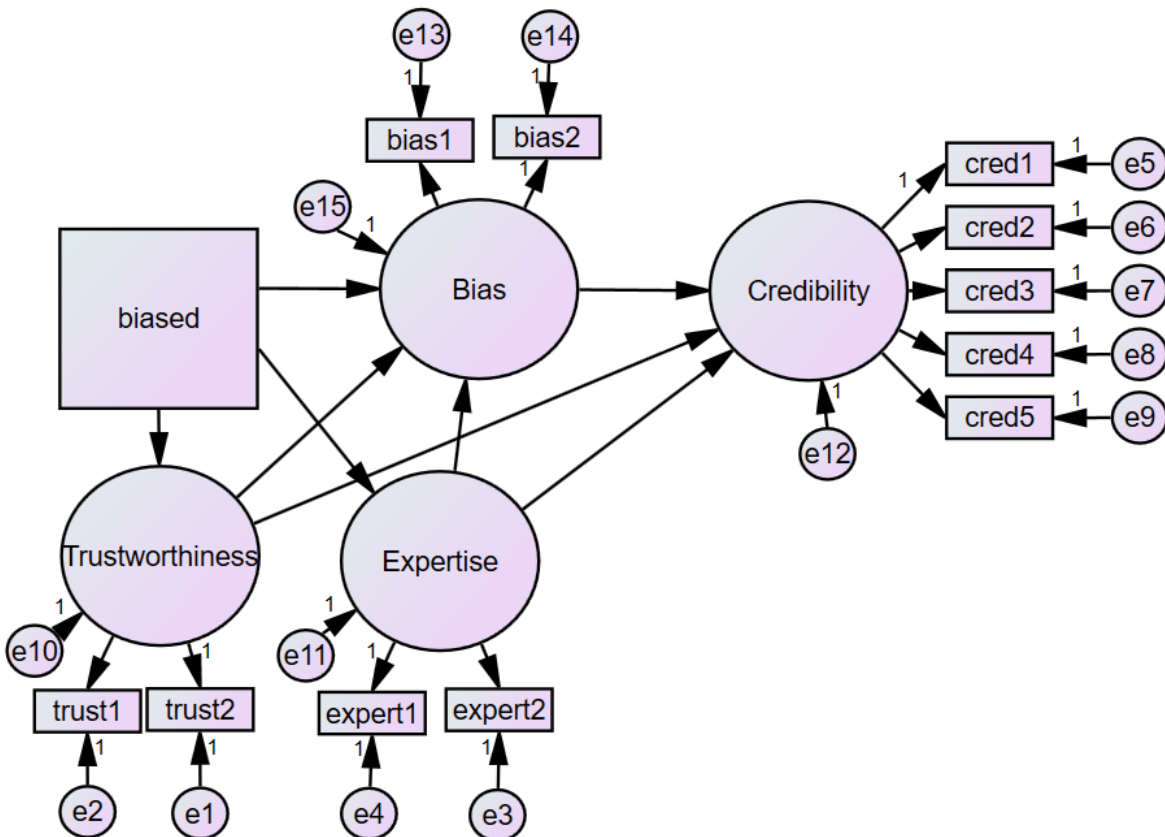 e13
e14
1
1
bias1
bias2
1
e15
1
cred1
1
e5
1
cred2
1
e6
biased
Bias
Credibility
cred3
1
e7
cred4
1
e8
1
cred5
1
e9
e12
Trustworthiness
Expertise
1
e10
1
1
e11
1
trust1
trust2
expert1
expert2
1
1
1
1
e2
e1
e4
e3